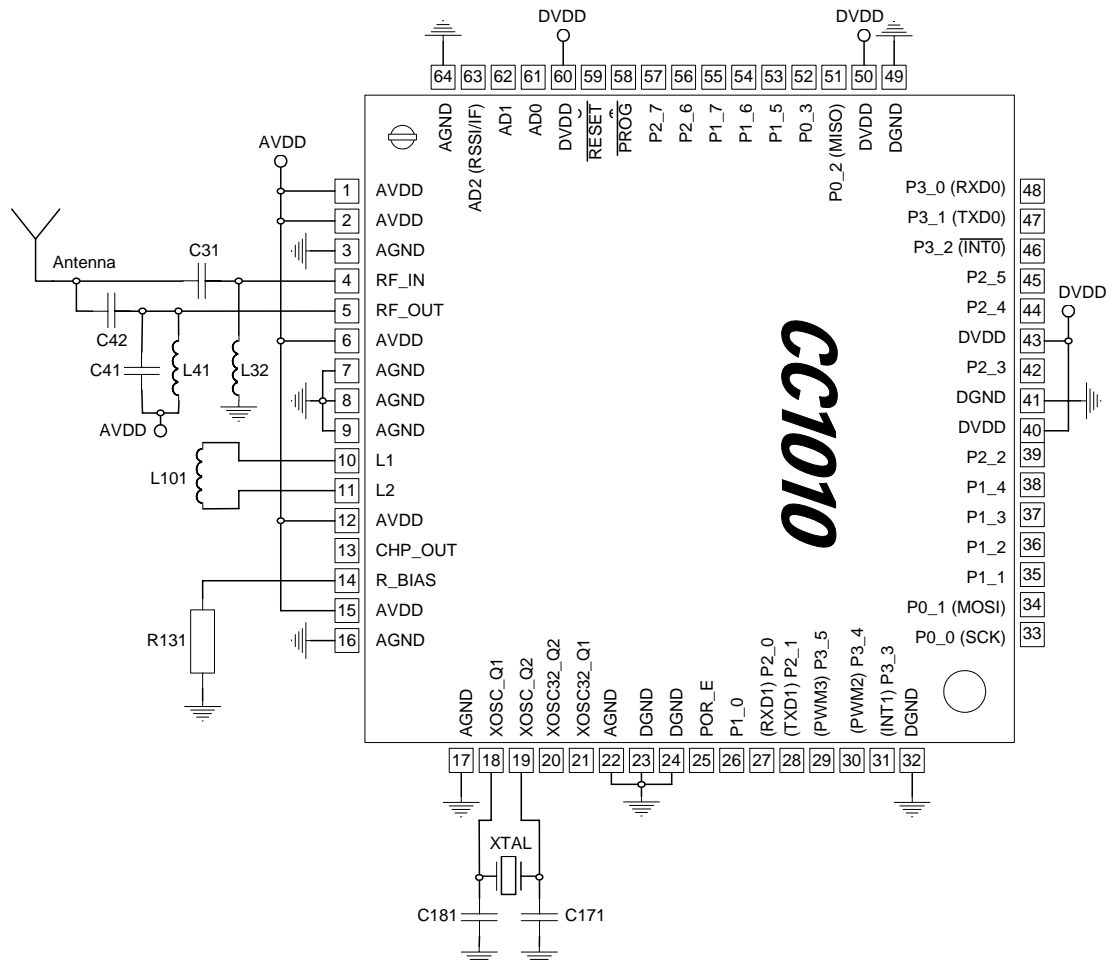 DVDD
DVDD
64 63 62 61 60 59 58 57 56 55 54 53 52 51 50 49
AGND
AD2 (RSSI/IF)
AD1
AD0
DVDD
RESET
PROG
P2_7
P2_6
P1_7
P1_6
P1_5
P0_3
P0_2 (MISO)
DVDD
DGND
AVDD
Antenna
C31
C42
C41
L41
L32
AVDD
L101
R131
1 AVDD
2 AVDD
3 AGND
4 RF_IN
5 RF_OUT
6 AVDD
7 AGND
8 AGND
9 AGND
10 L1
11 L2
12 AVDD
13 CHP_OUT
14 R_BIAS
15 AVDD
16 AGND
CC1010
P3_0 (RXD0) 48
P3_1 (TXD0) 47
P3_2 (INT0) 46
P2_5 45
P2_4 44
DVDD
DVDD 43
P2_3 42
DGND 41
DVDD 40
P2_2 39
P1_4 38
P1_3 37
P1_2 36
P1_1 35
P0_1 (MOSI) 34
P0_0 (SCK) 33
AGND
XOSC_Q1
XOSC_Q2
XOSC32_Q2
XOSC32_Q1
AGND
DGND
DGND
POR_E
P1_0
(RXD1) P2_0
(TXD1) P2_1
(PWM3) P3_5
(PWM2) P3_4
(INT1) P3_3
DGND
17 18 19 20 21 22 23 24 25 26 27 28 29 30 31 32
XTAL
C181
C171